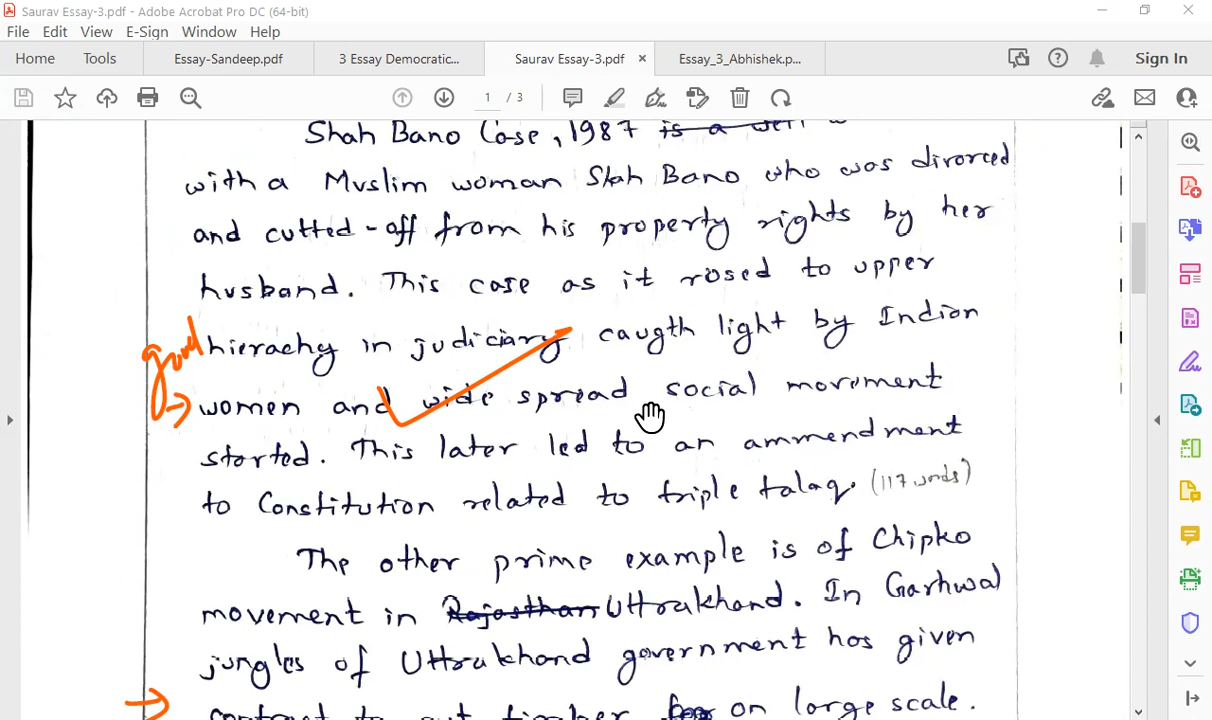 Saurav Essay-3.pdf - Adobe Acrobat Pro DC (64-bit)
File Edit View E-Sign Window Help
Home Tools Essay-Sandeep.pdf 3 Essay Democratic... Saurav Essay-3.pdf × Essay_3_Abhishek.p... Sign In
1 / 3
Shah Bano Case, 1987 is a well
with a Muslim woman Shah Bano who was divorced
and cutted-off from his property rights by her
husband. This case as it rosed to upper
good hierachy in judiciary caugth light by Indian
women and wide spread social movement
started. This later led to an ammendment
to Constitution related to triple talaq. (117 words)
The other prime example is of Chipko
movement in Rajasthan Uttrakhand. In Garhwal
jungles of Uttrakhand government has given
contract to cut timber for on large scale.